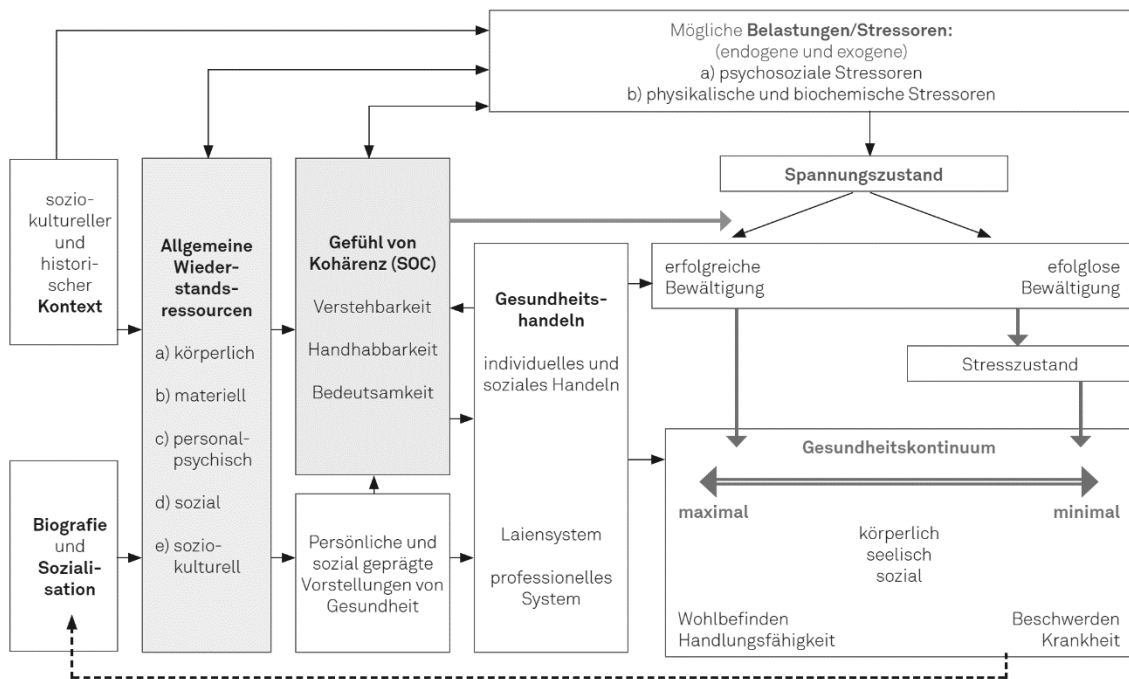 Mögliche Belastungen/Stressoren:
(endogene und exogene)
a) psychosoziale Stressoren
b) physikalische und biochemische Stressoren
Spannungszustand
sozio-
kultureller
und
histori-
scher
Kontext
Allgemeine
Wieder-
stands-
ressourcen
a) körperlich
b) materiell
c) personal-
psychisch
d) sozial
e) sozio-
kulturell
Gefühl von
Kohärenz (SOC)
Verstehbarkeit
Handhabbarkeit
Bedeutsamkeit
Gesundheits-
handeln
individuelles und
soziales Handeln
Laiensystem
professionelles
System
erfolgreiche
Bewältigung
efolglose
Bewältigung
Stresszustand
Biografie
und
Soziali-
sation
Persönliche und
sozial geprägte
Vorstellungen von
Gesundheit
Gesundheitskontinuum
maximal
minimal
körperlich
seelisch
sozial
Wohlbefinden
Handlungsfähigkeit
Beschwerden
Krankheit